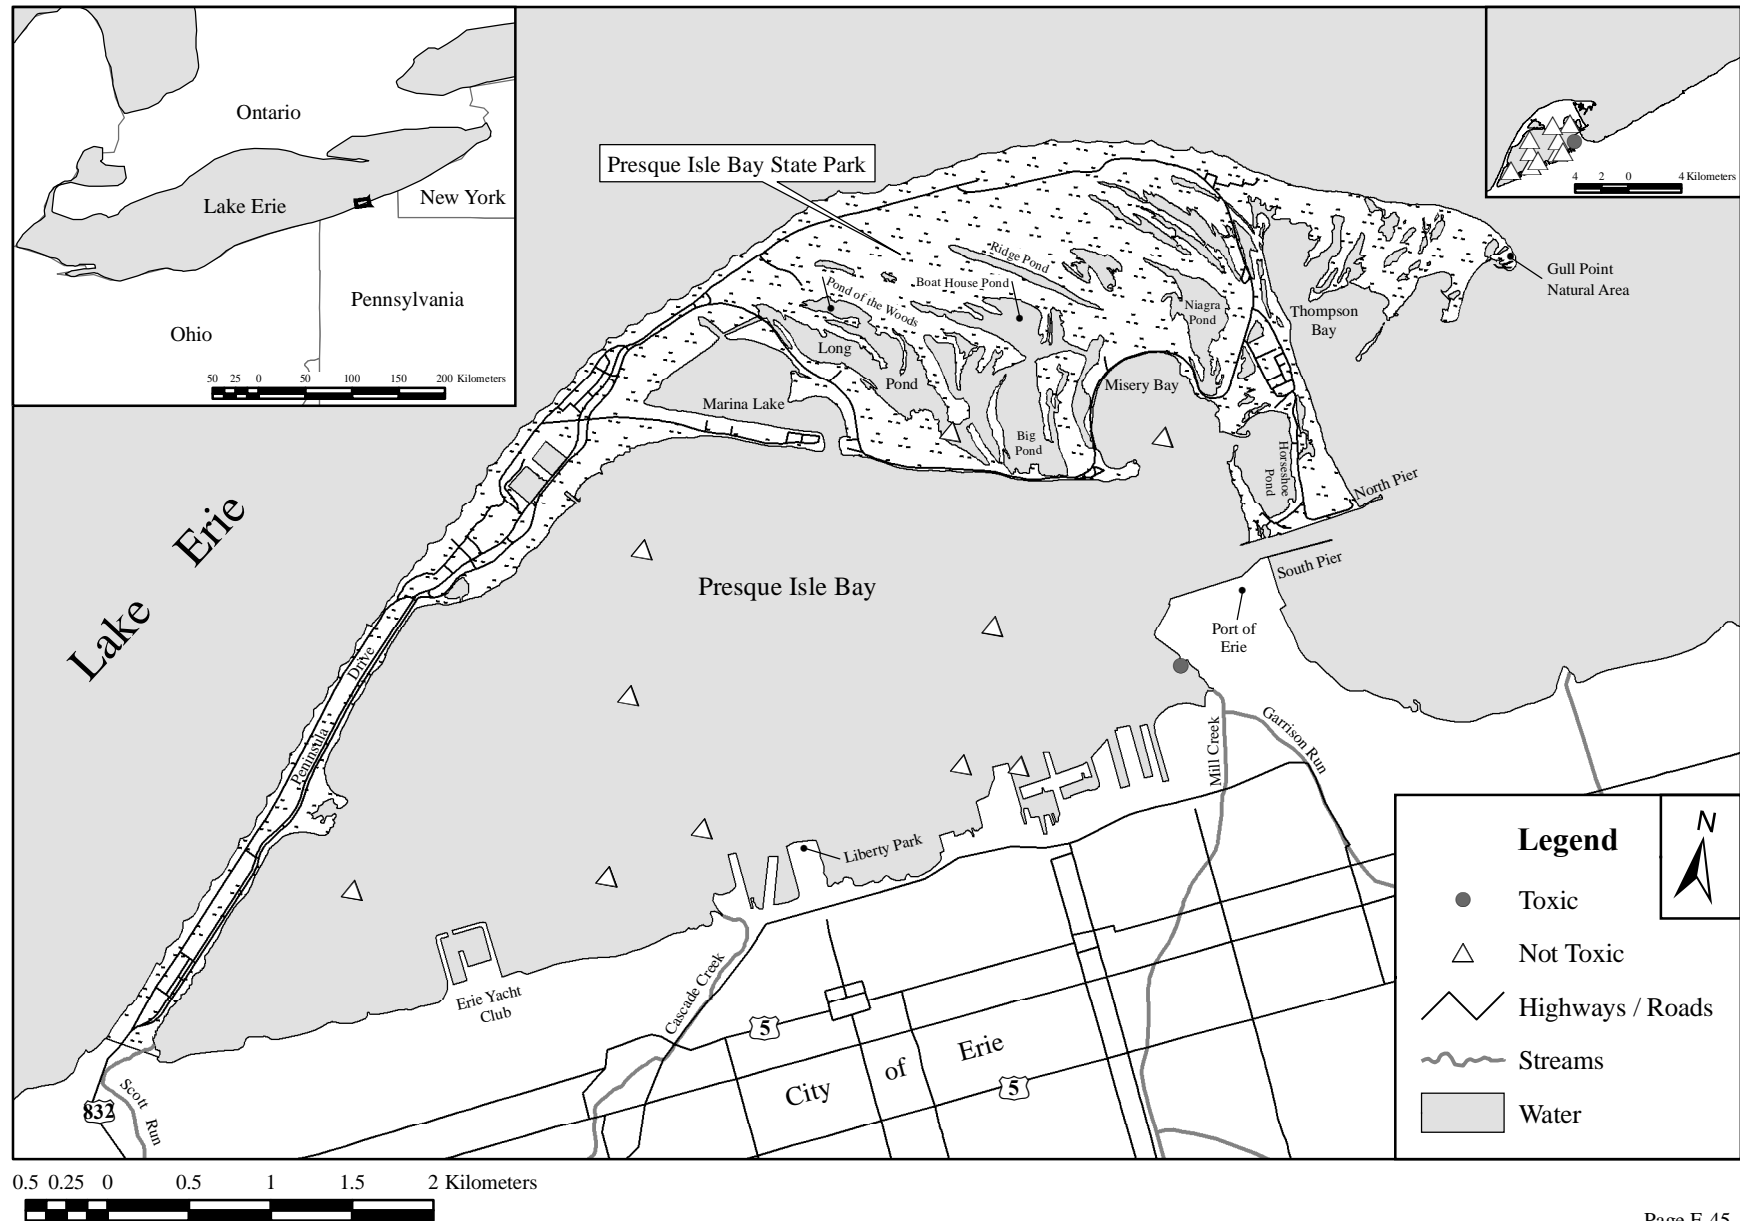 Ontario
Lake Erie
New York
Pennsylvania
Ohio
50 25 0 50 100 150 200 Kilometers
4 2 0 4 Kilometers
Presque Isle Bay State Park
Ridge Pond
Boat House Pond
Pond of the Woods
Niagra
Pond
Thompson
Bay
Gull Point
Natural Area
Long
Pond
Marina Lake
Misery Bay
Big
Pond
Horseshoe
Pond
North Pier
South Pier
Lake Erie
Presque Isle Bay
Port of
Erie
Peninsula Drive
Mill Creek
Garrison Run
Liberty Park
Erie Yacht
Club
Cascade Creek
5
City of Erie
5
Scott Run
832
N
Legend
Toxic
Not Toxic
Highways / Roads
Streams
Water
0.5 0.25 0 0.5 1 1.5 2 Kilometers